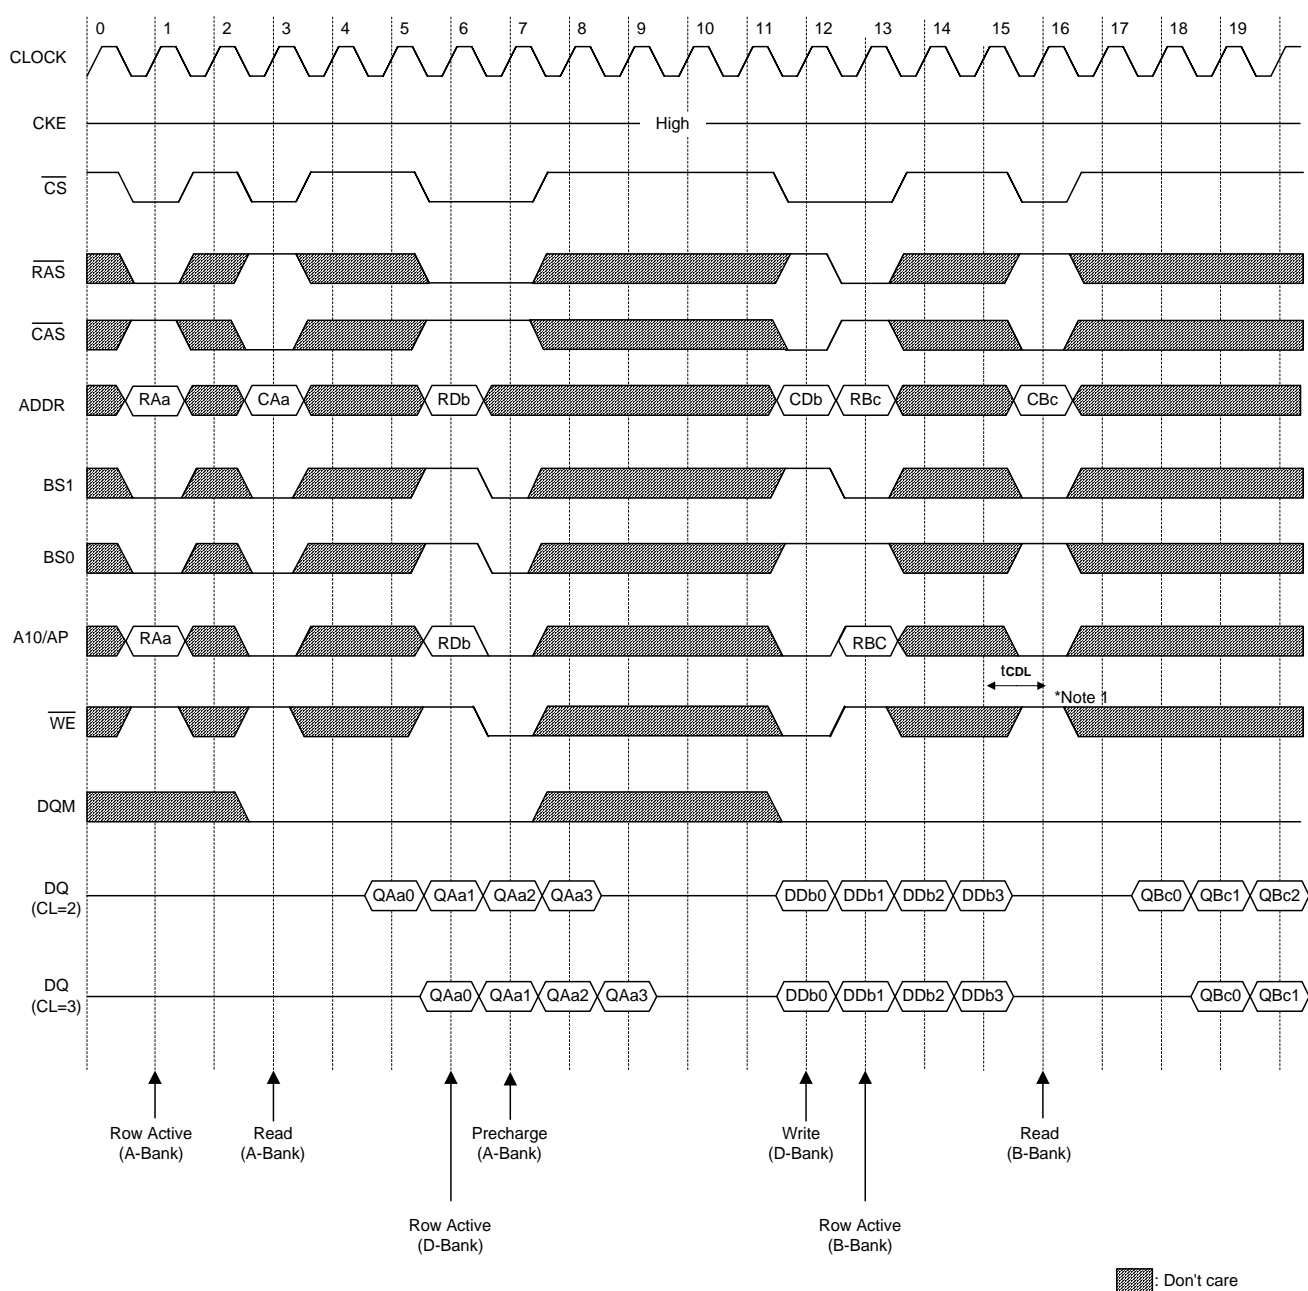 0 1 2 3 4 5 6 7 8 9 10 11 12 13 14 15 16 17 18 19
CLOCK
CKE High
CS
RAS
CAS
ADDR RAa CAa RDb CDb RBc CBc
BS1
BS0
A10/AP RAa RDb RBC
tCDL
*Note 1
WE
DQM
DQ
(CL=2) QAa0 QAa1 QAa2 QAa3 DDb0 DDb1 DDb2 DDb3 QBc0 QBc1 QBc2
DQ
(CL=3) QAa0 QAa1 QAa2 QAa3 DDb0 DDb1 DDb2 DDb3 QBc0 QBc1
Row Active
(A-Bank)
Read
(A-Bank)
Precharge
(A-Bank)
Write
(D-Bank)
Read
(B-Bank)
Row Active
(D-Bank)
Row Active
(B-Bank)
: Don't care